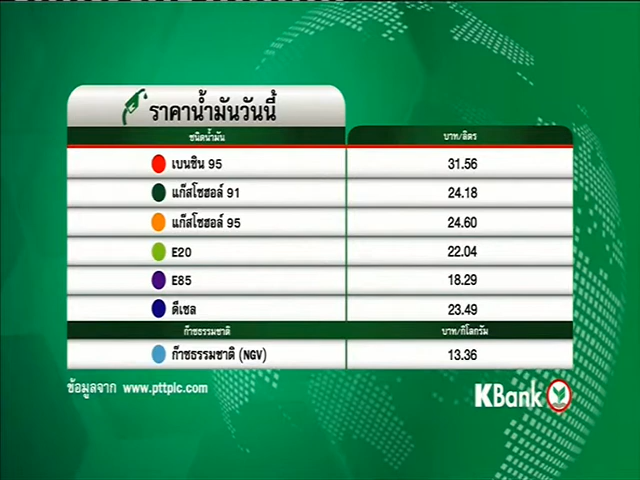 ราคาน้ำมันวันนี้
ชนิดน้ำมัน บาท/ลิตร
เบนซิน 95 31.56
แก๊สโซฮอล์ 91 24.18
แก๊สโซฮอล์ 95 24.60
E20 22.04
E85 18.29
ดีเซล 23.49
ก๊าซธรรมชาติ บาท/กิโลกรัม
ก๊าซธรรมชาติ (NGV) 13.36
ข้อมูลจาก www.pttplc.com
KBank